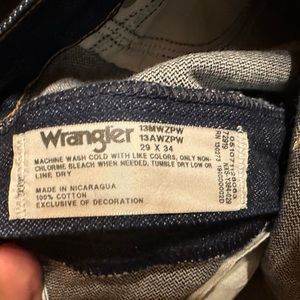 Wrangler
13MWZPW
13AWZPW
29 X 34
MACHINE WASH COLD WITH LIKE COLORS, ONLY NON-
CHLORINE BLEACH WHEN NEEDED, TUMBLE DRY LOW OR
LINE DRY
MADE IN NICARAGUA
100% COTTON
EXCLUSIVE OF DECORATION